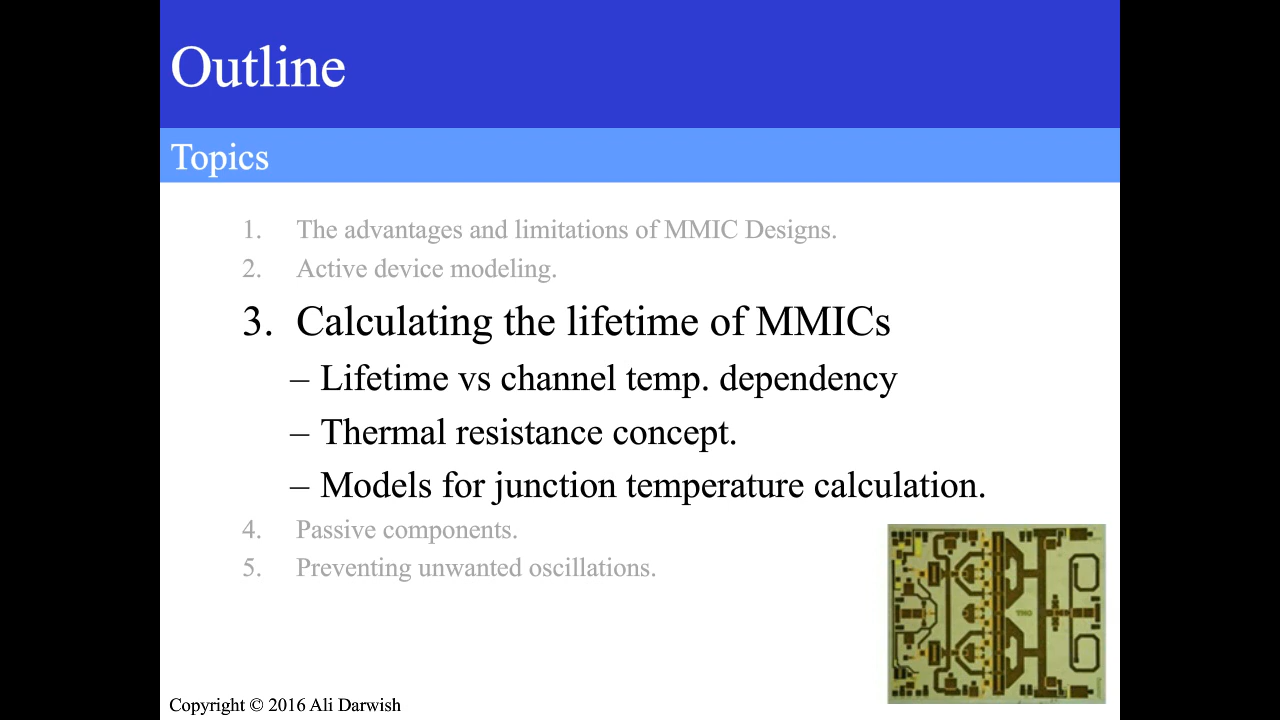 Outline
Topics
1. The advantages and limitations of MMIC Designs.
2. Active device modeling.
3. Calculating the lifetime of MMICs
– Lifetime vs channel temp. dependency
– Thermal resistance concept.
– Models for junction temperature calculation.
4. Passive components.
5. Preventing unwanted oscillations.
Copyright © 2016 Ali Darwish